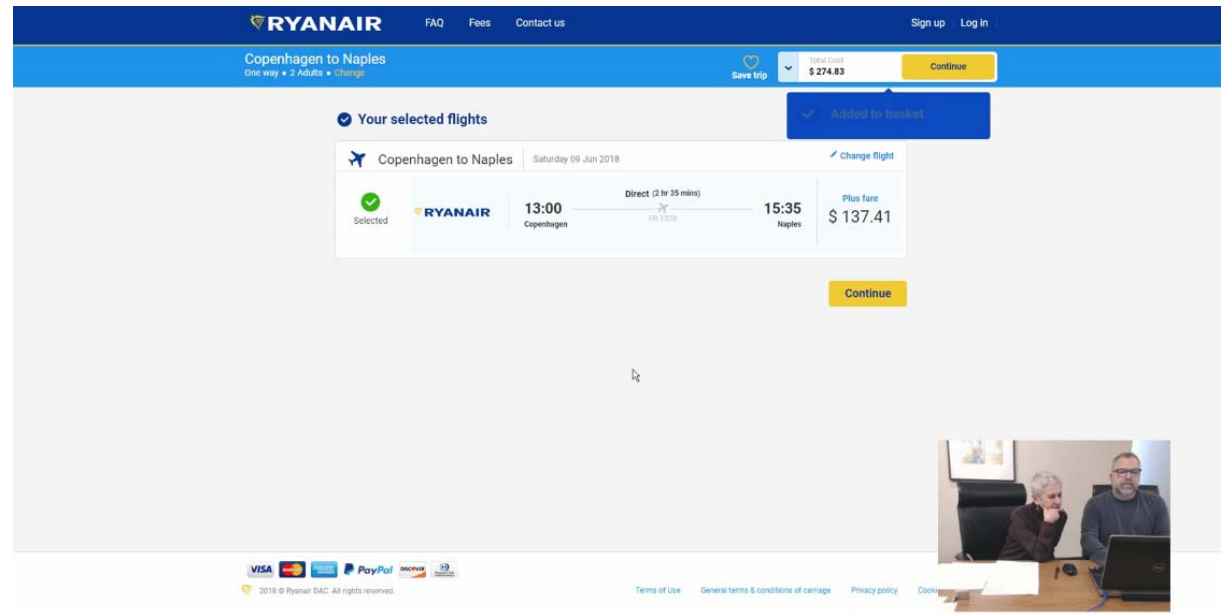 RYANAIR FAQ Fees Contact us Sign up Log in
Copenhagen to Naples
One way • 2 Adults • Change
Save trip
Total Cost
$ 274.83
Continue
Added to basket
Your selected flights
Copenhagen to Naples Saturday 09 Jun 2018 Change flight
Selected
RYANAIR
13:00
Copenhagen
Direct (2 hr 35 mins)
FR 1329
15:35
Naples
Plus fare
$ 137.41
Continue
VISA PayPal DISCOVER
2018 © Ryanair DAC. All rights reserved.
Terms of Use General terms & conditions of carriage Privacy policy